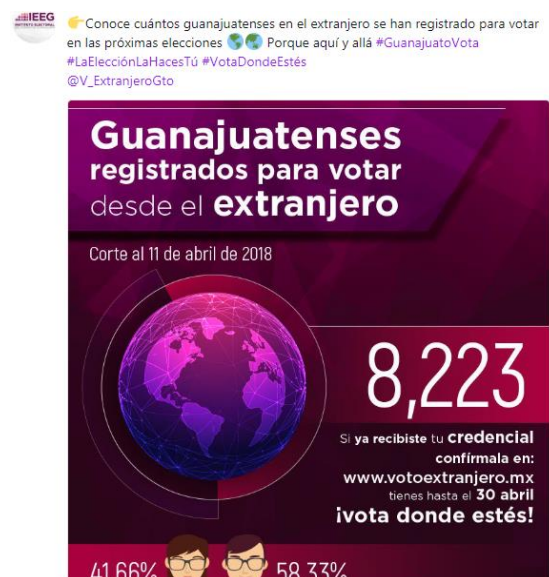 IEEG
INSTITUTO ELECTORAL
👉Conoce cuántos guanajuatenses en el extranjero se han registrado para votar
en las próximas elecciones 🌎🌏 Porque aquí y allá #GuanajuatoVota
#LaElecciónLaHacesTú #VotaDondeEstés
@V_ExtranjeroGto
Guanajuatenses
registrados para votar
desde el extranjero
Corte al 11 de abril de 2018
8,223
Si ya recibiste tu credencial
confírmala en:
www.votoextranjero.mx
tienes hasta el 30 abril
¡vota donde estés!
41.66% 58.33%